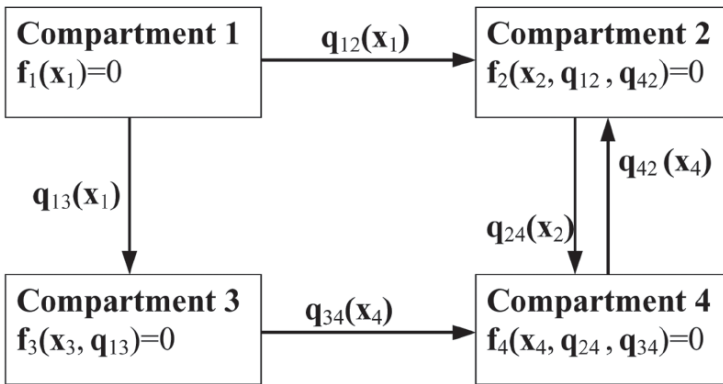 Compartment 1
f₁(x₁)=0
q₁₂(x₁)
Compartment 2
f₂(x₂, q₁₂ , q₄₂)=0
q₁₃(x₁)
q₄₂ (x₄)
q₂₄(x₂)
Compartment 3
f₃(x₃, q₁₃)=0
q₃₄(x₄)
Compartment 4
f₄(x₄, q₂₄ , q₃₄)=0